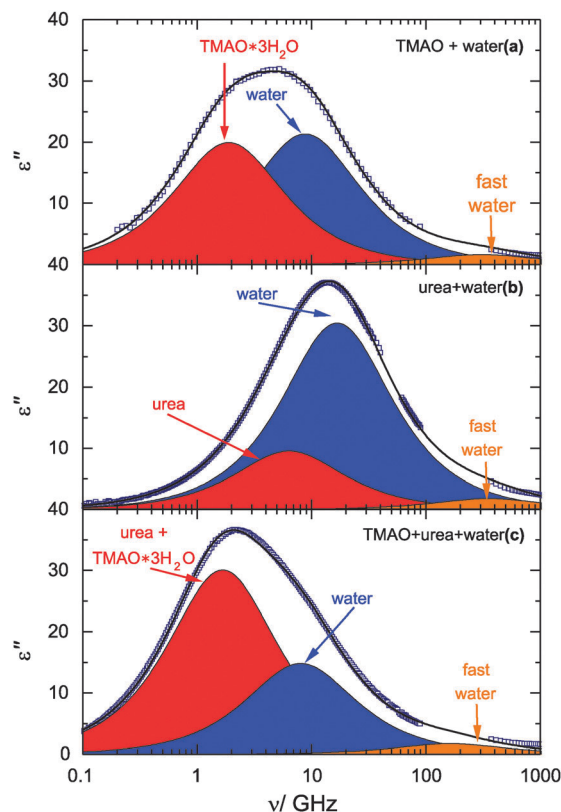 TMAO*3H₂O
TMAO + water(a)
water
fast
water
40
30
20
10
40
ε''
urea+water(b)
water
urea
fast
water
30
20
10
40
ε''
urea +
TMAO*3H₂O
TMAO+urea+water(c)
water
fast
water
30
20
10
0
ε''
0.1 1 10 100 1000
ν/ GHz